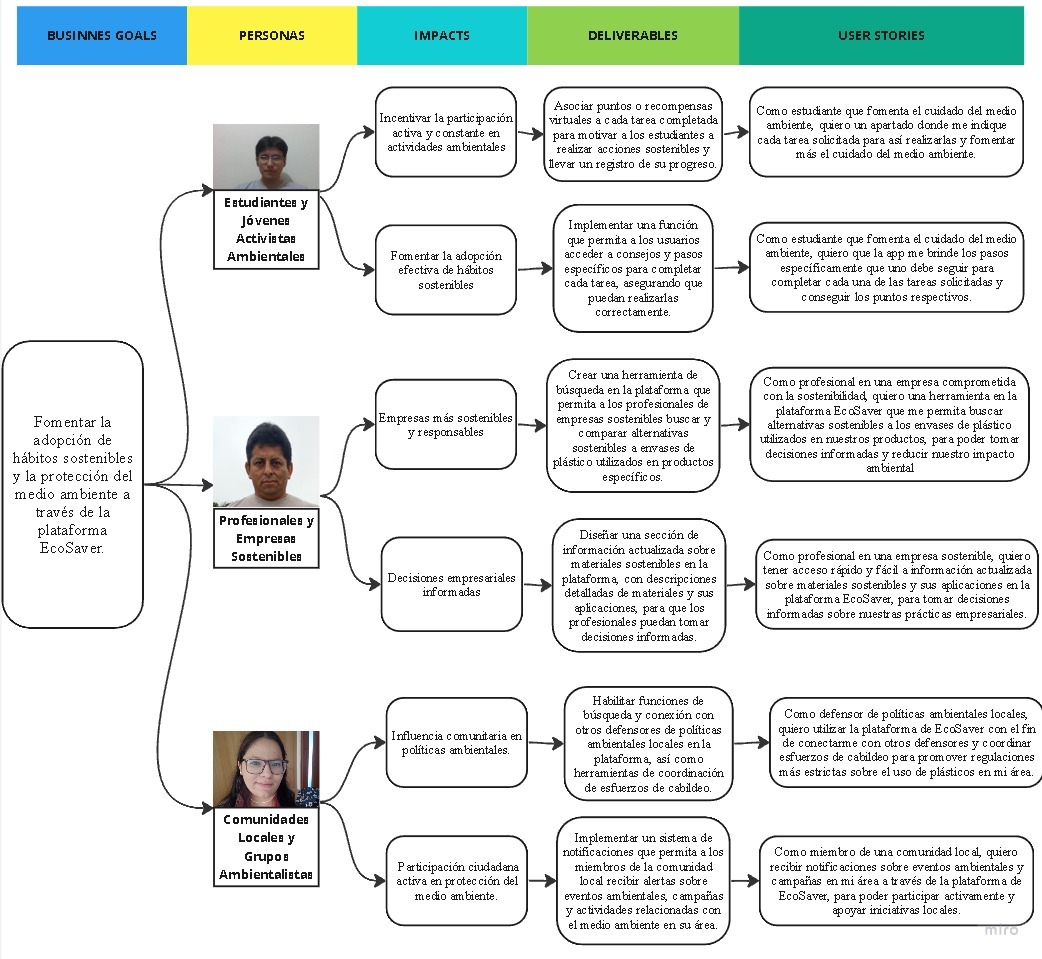 BUSINNES GOALS
PERSONAS
IMPACTS
DELIVERABLES
USER STORIES
Fomentar la
adopción de
hábitos sostenibles
y la protección del
medio ambiente a
través de la
plataforma
EcoSaver.
Estudiantes y
Jóvenes
Activistas
Ambientales
Incentivar la participación
activa y constante en
actividades ambientales
Asociar puntos o recompensas
virtuales a cada tarea completada
para motivar a los estudiantes a
realizar acciones sostenibles y
llevar un registro de su progreso.
Como estudiante que fomenta el cuidado del medio
ambiente, quiero un apartado donde me indique
cada tarea solicitada para así realizarlas y fomentar
más el cuidado del medio ambiente.
Fomentar la adopción
efectiva de hábitos
sostenibles
Implementar una función
que permita a los usuarios
acceder a consejos y pasos
específicos para completar
cada tarea, asegurando que
puedan realizarlas
correctamente.
Como estudiante que fomenta el cuidado del medio
ambiente, quiero que la app me brinde los pasos
específicamente que uno debe seguir para
completar cada una de las tareas solicitadas y
conseguir los puntos respectivos.
Profesionales y
Empresas
Sostenibles
Empresas más sostenibles
y responsables
Crear una herramienta de
búsqueda en la plataforma que
permita a los profesionales de
empresas sostenibles buscar y
comparar alternativas
sostenibles a envases de
plástico utilizados en productos
específicos.
Como profesional en una empresa comprometida
con la sostenibilidad, quiero una herramienta en la
plataforma EcoSaver que me permita buscar
alternativas sostenibles a los envases de plástico
utilizados en nuestros productos, para poder tomar
decisiones informadas y reducir nuestro impacto
ambiental
Decisiones empresariales
informadas
Diseñar una sección de
información actualizada sobre
materiales sostenibles en la
plataforma, con descripciones
detalladas de materiales y sus
aplicaciones, para que los
profesionales puedan tomar
decisiones informadas.
Como profesional en una empresa sostenible, quiero
tener acceso rápido y fácil a información actualizada
sobre materiales sostenibles y sus aplicaciones en la
plataforma EcoSaver, para tomar decisiones
informadas sobre nuestras prácticas empresariales.
Comunidades
Locales y
Grupos
Ambientalistas
Influencia comunitaria en
políticas ambientales.
Habilitar funciones de
búsqueda y conexión con
otros defensores de políticas
ambientales locales en la
plataforma, así como
herramientas de coordinación
de esfuerzos de cabildeo.
Como defensor de políticas ambientales locales,
quiero utilizar la plataforma de EcoSaver con el fin
de conectarme con otros defensores y coordinar
esfuerzos de cabildeo para promover regulaciones
más estrictas sobre el uso de plásticos en mi área.
Participación ciudadana
activa en protección del
medio ambiente.
Implementar un sistema de
notificaciones que permita a los
miembros de la comunidad
local recibir alertas sobre
eventos ambientales, campañas
y actividades relacionadas con
el medio ambiente en su área.
Como miembro de una comunidad local, quiero
recibir notificaciones sobre eventos ambientales y
campañas en mi área a través de la plataforma de
EcoSaver, para poder participar activamente y
apoyar iniciativas locales.
miro